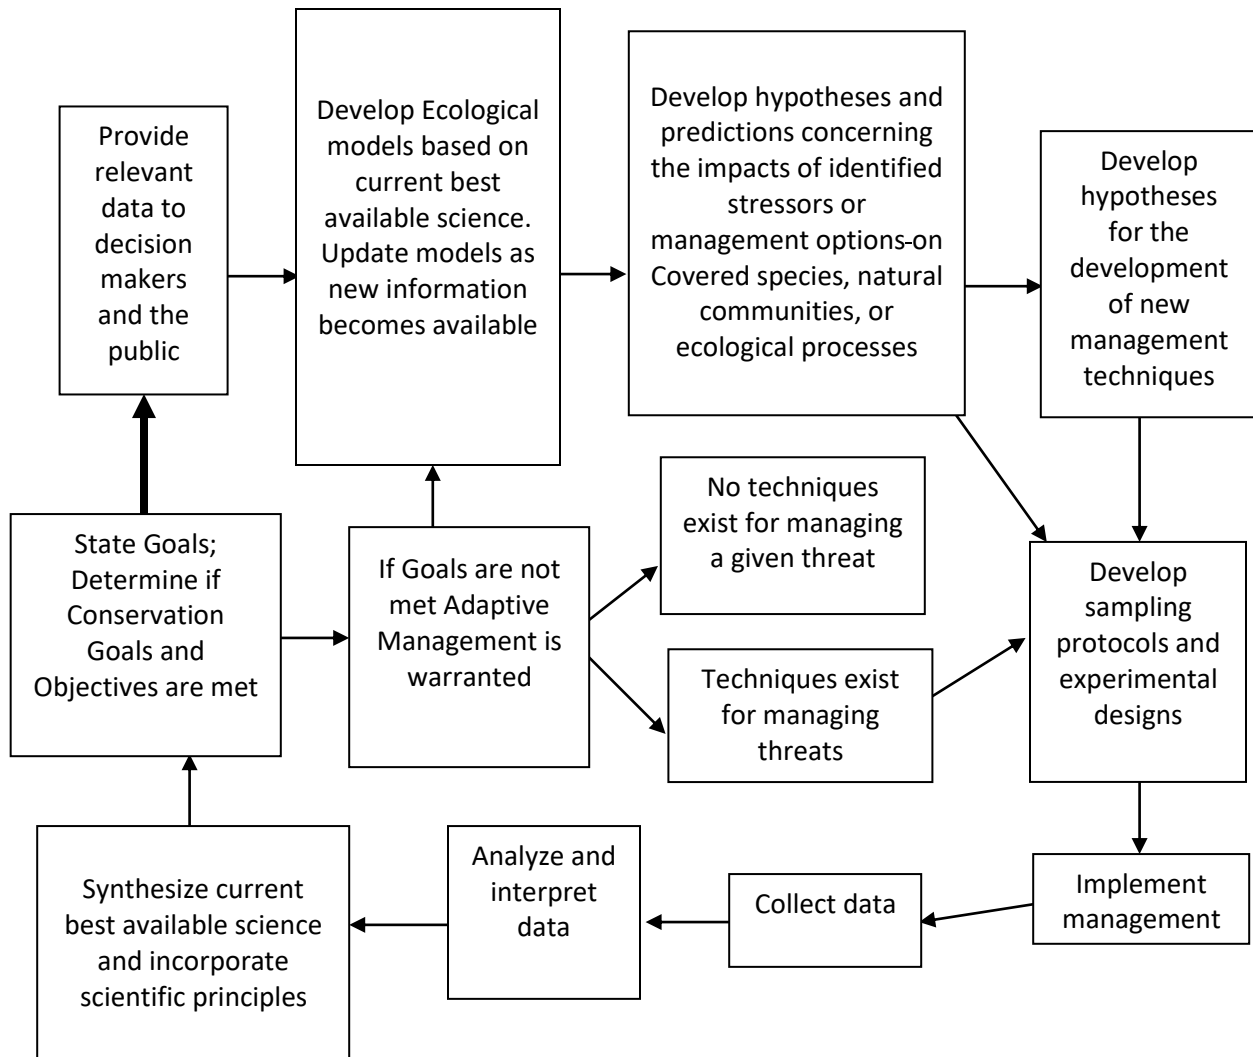 Provide
relevant
data to
decision
makers
and the
public
Develop Ecological
models based on
current best
available science.
Update models as
new information
becomes available
Develop hypotheses and
predictions concerning
the impacts of identified
stressors or
management options-on
Covered species, natural
communities, or
ecological processes
Develop
hypotheses
for the
development
of new
management
techniques
State Goals;
Determine if
Conservation
Goals and
Objectives are met
If Goals are not
met Adaptive
Management is
warranted
No techniques
exist for managing
a given threat
Techniques exist
for managing
threats
Develop
sampling
protocols and
experimental
designs
Synthesize current
best available science
and incorporate
scientific principles
Analyze and
interpret
data
Collect data
Implement
management